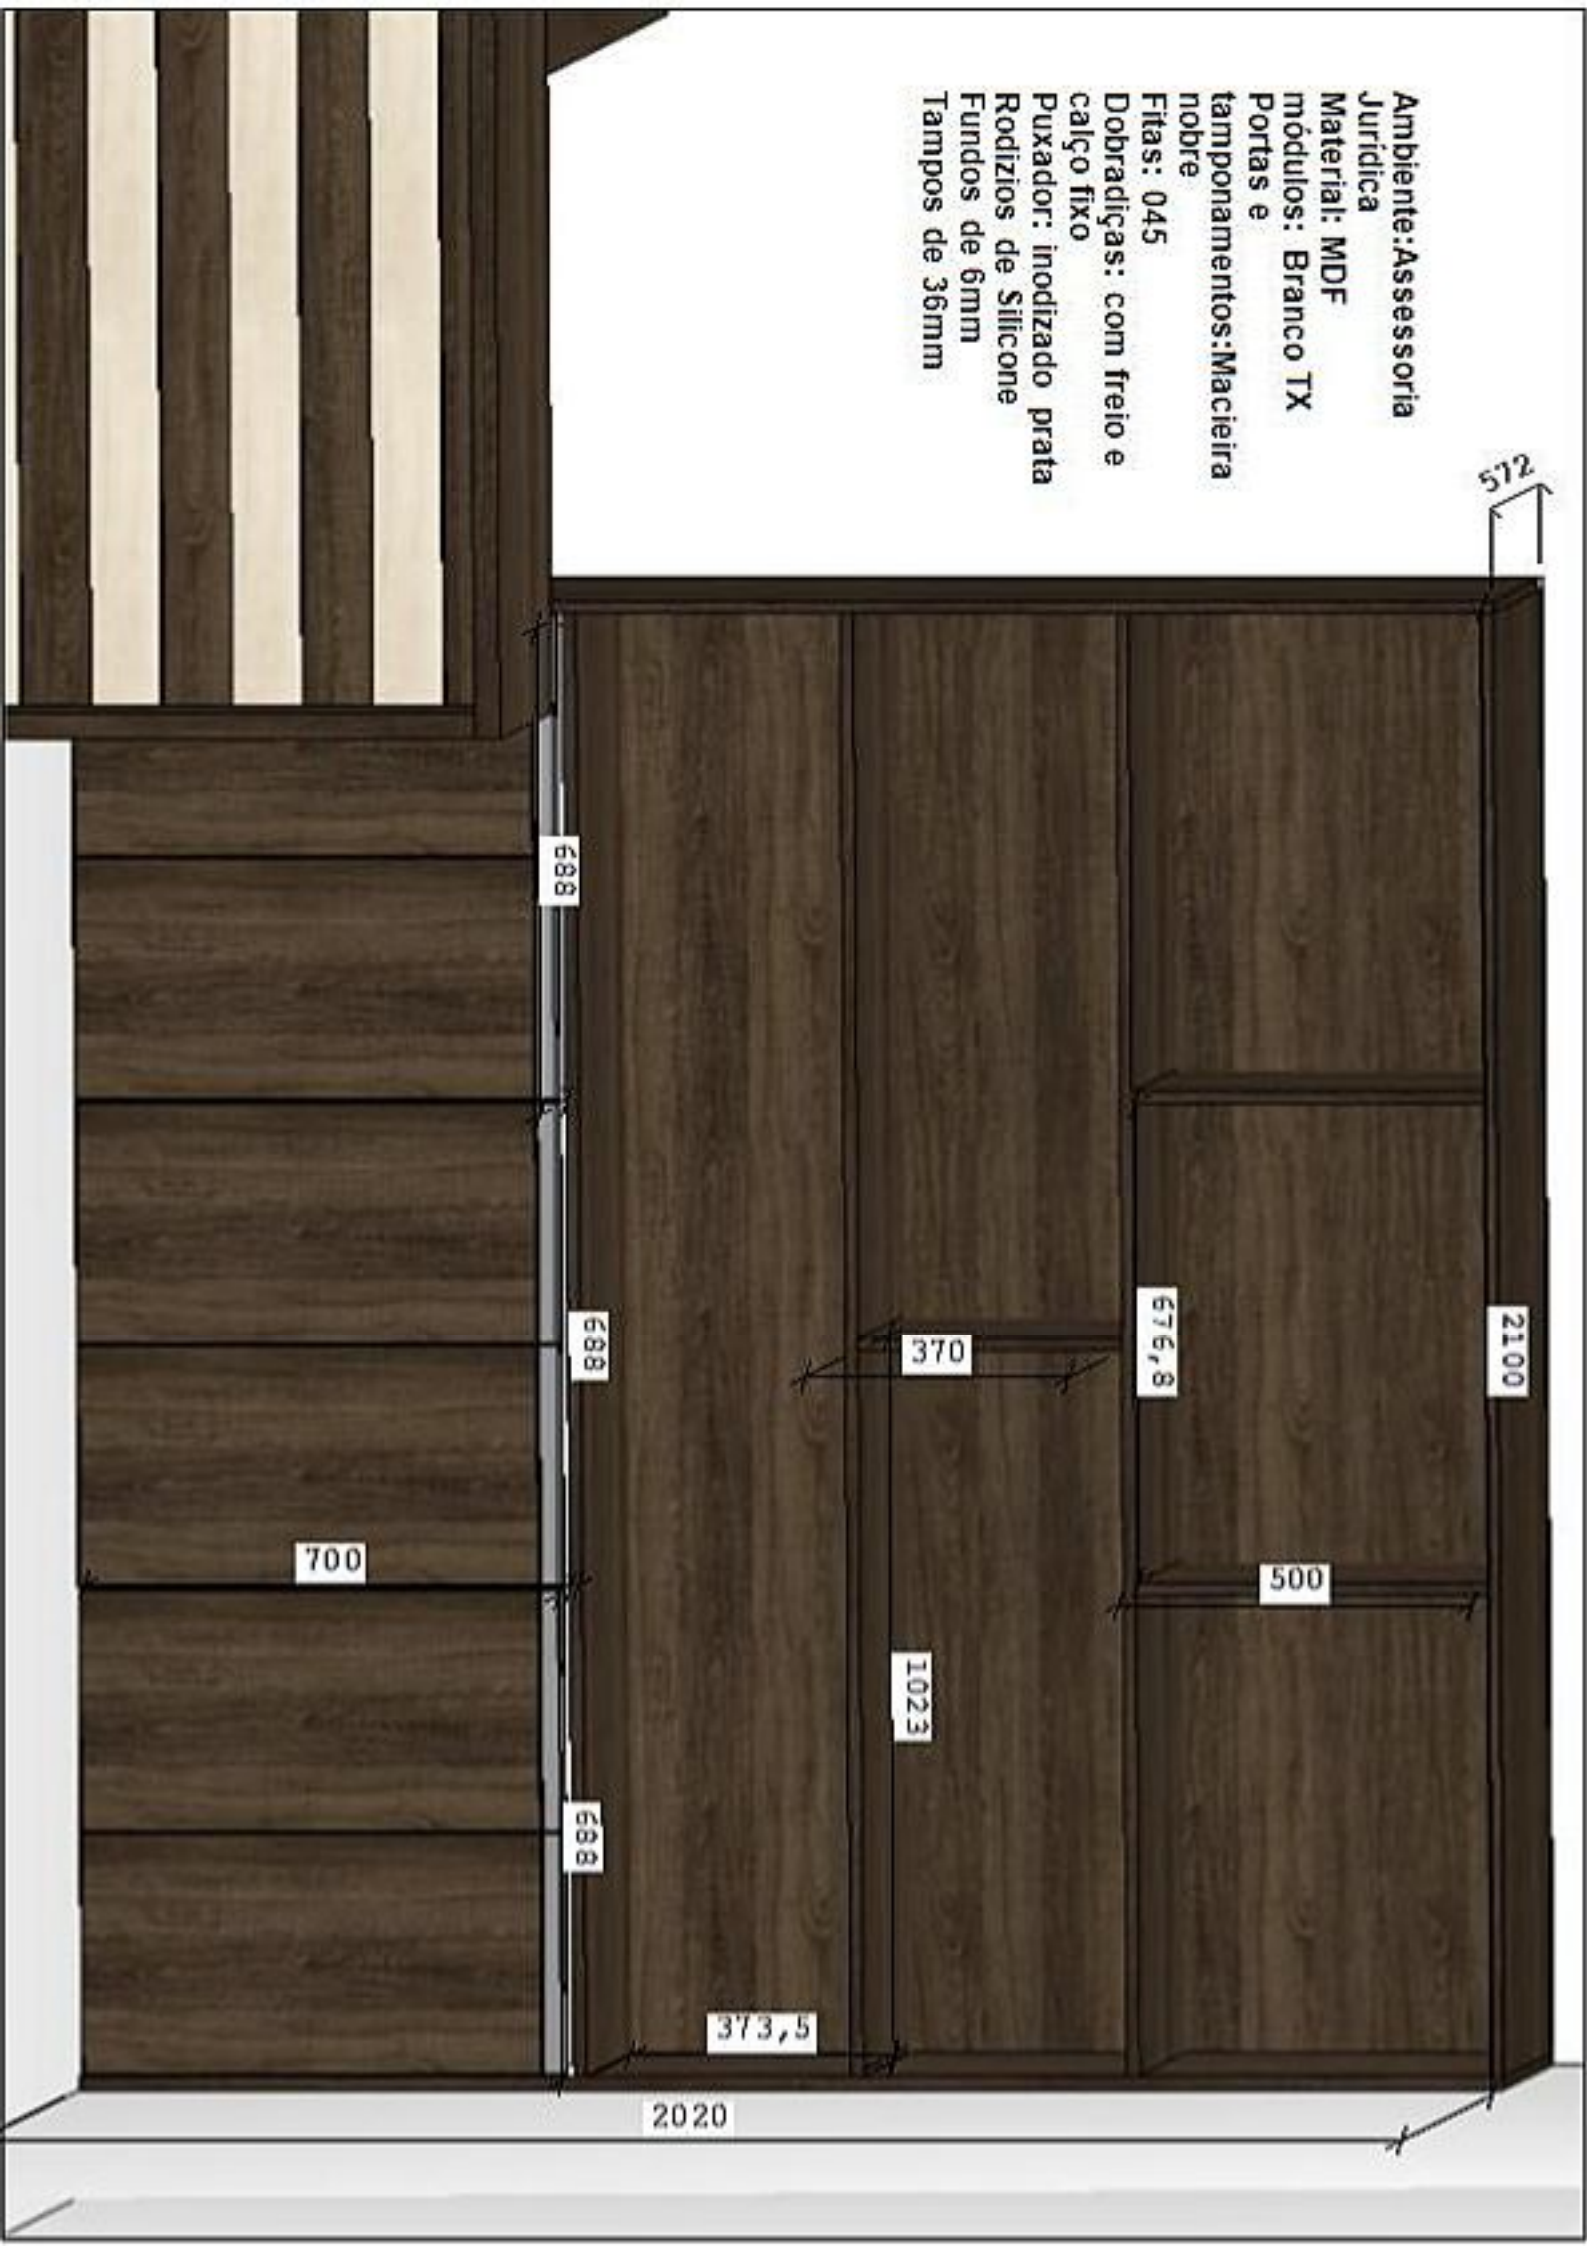 Ambiente:Assessoria
Jurídica
Material: MDF
módulos: Branco TX
Portas e
tamponamentos:Macieira
nobre
Fitas: 045
Dobradiças: com freio e
calço fixo
Puxador: inodizado prata
Rodizios de Silicone
Fundos de 6mm
Tampos de 36mm
572
2100
500
676,8
370
1023
373,5
688
688
688
700
2020